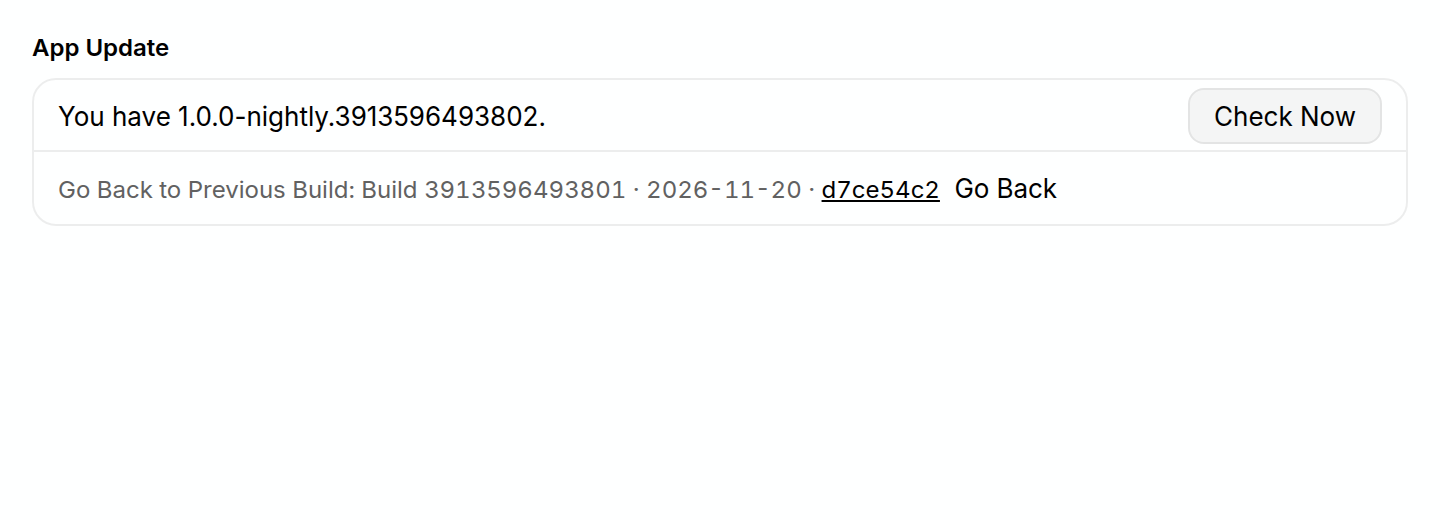 App Update
You have 1.0.0-nightly.3913596493802.
Check Now
Go Back to Previous Build: Build 3913596493801 · 2026-11-20 · d7ce54c2 Go Back